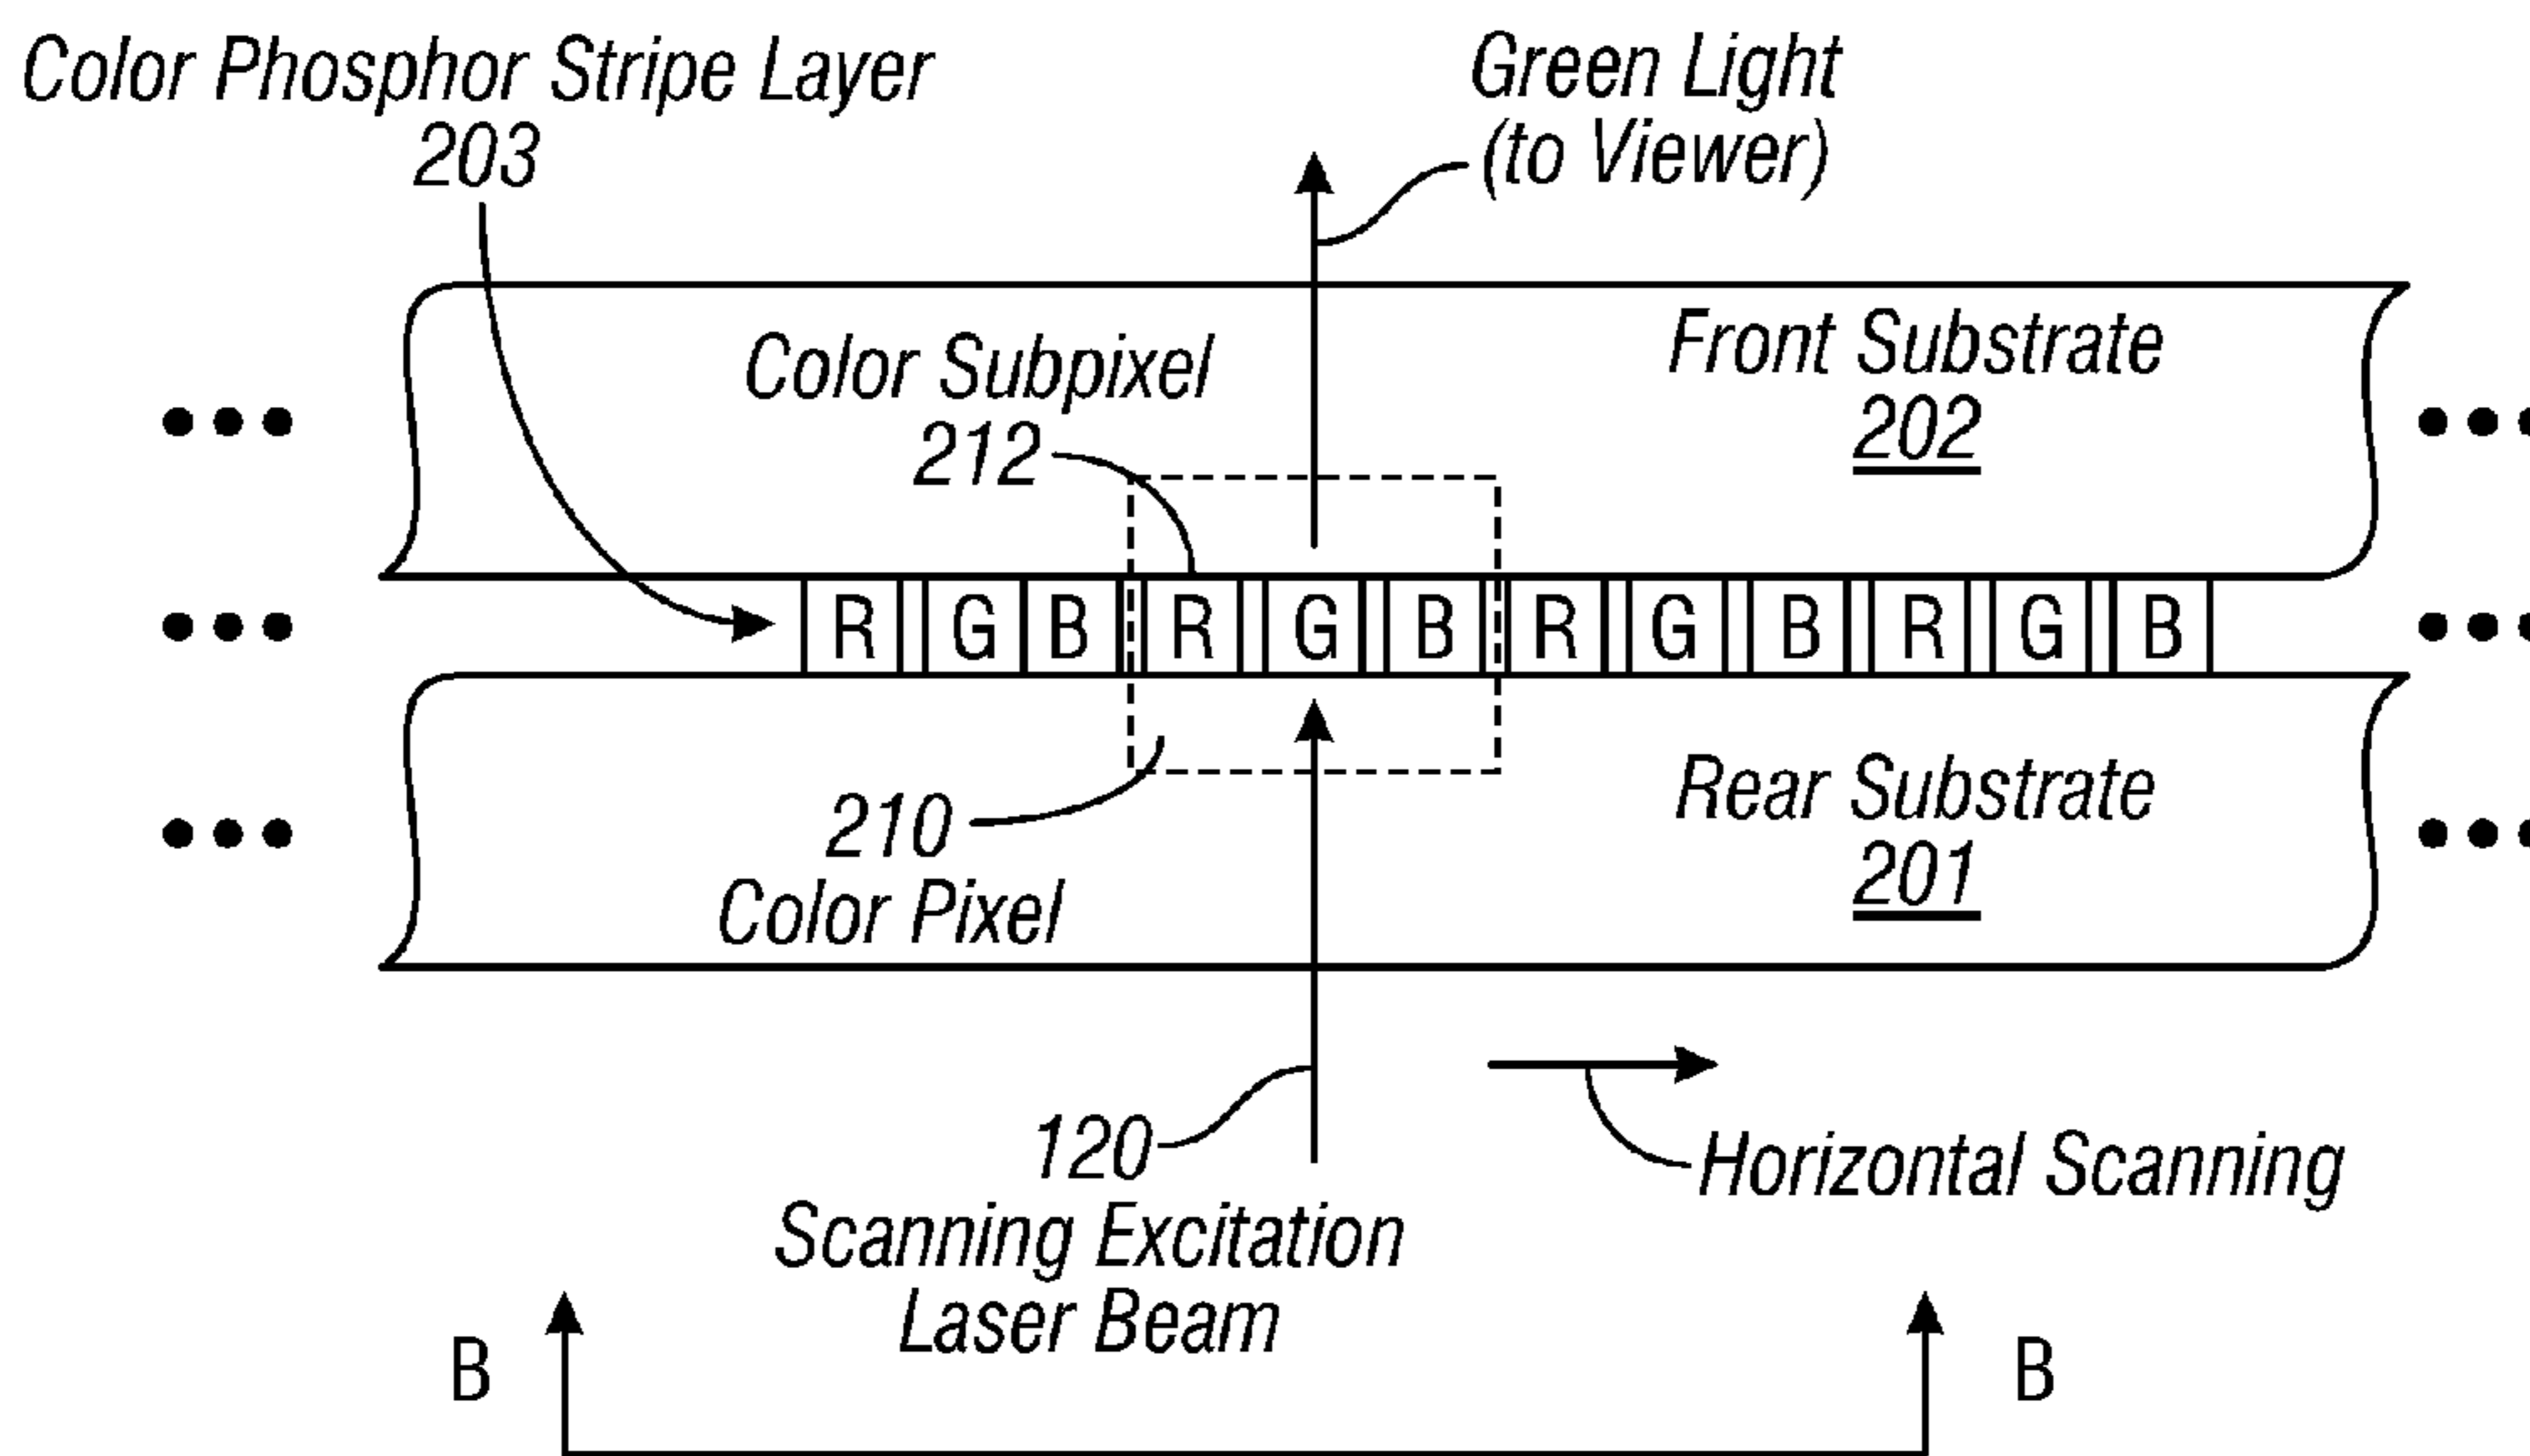 Color Phosphor Stripe Layer
203
Green Light
(to Viewer)
Color Subpixel
212
Front Substrate
202
R G B R G B R G B R G B
210
Color Pixel
Rear Substrate
201
120
Scanning Excitation
Laser Beam
Horizontal Scanning
B
B